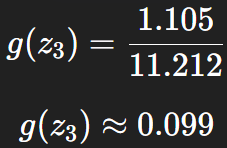 g(z₃) = 1.105/11.212
g(z₃) ≈ 0.099